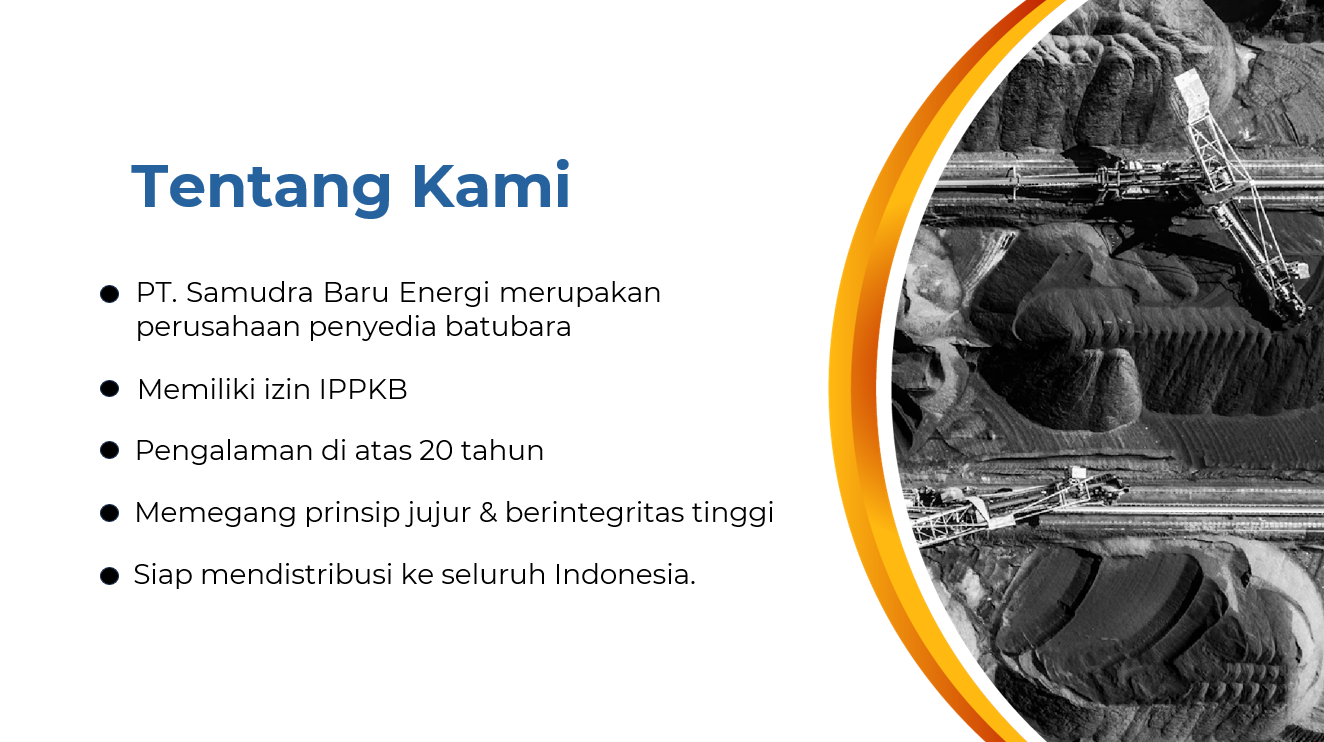 Tentang Kami
PT. Samudra Baru Energi merupakan
perusahaan penyedia batubara
Memiliki izin IPPKB
Pengalaman di atas 20 tahun
Memegang prinsip jujur & berintegritas tinggi
Siap mendistribusi ke seluruh Indonesia.